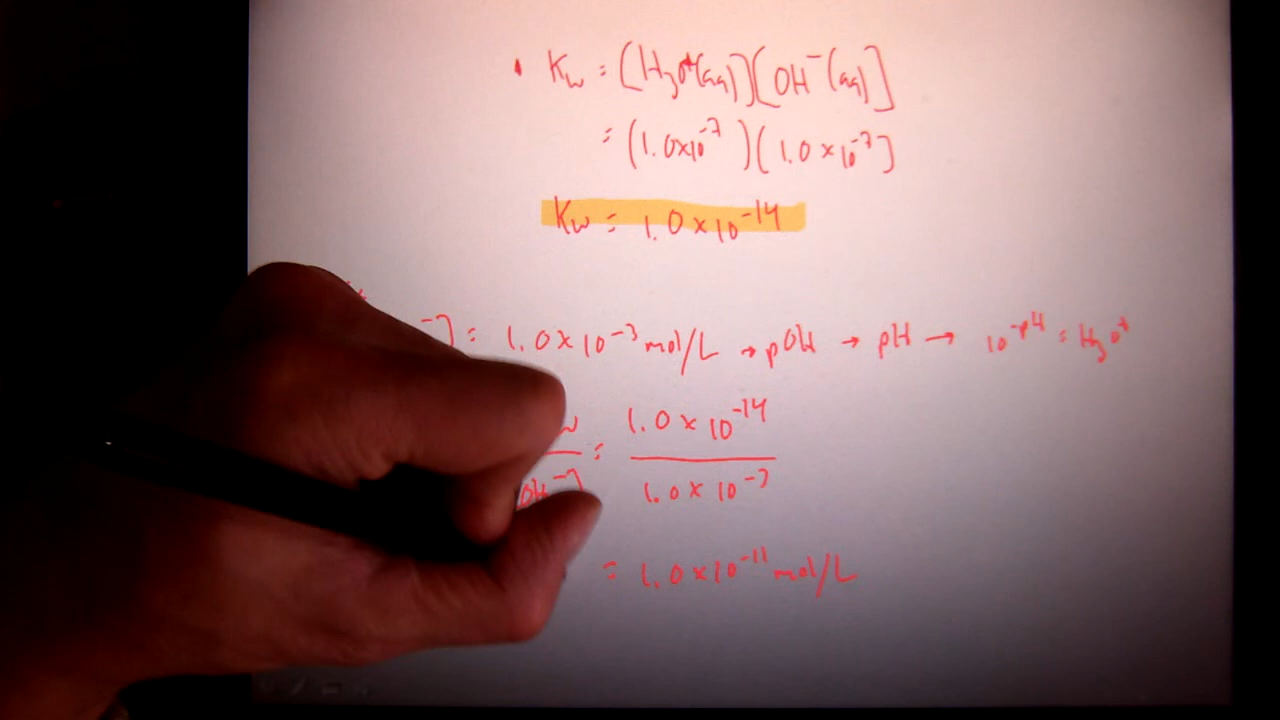 • Kw = [H₃O⁺(aq)][OH⁻(aq)]
= (1.0×10⁻⁷)(1.0×10⁻⁷]
Kw = 1.0×10⁻¹⁴
⁻] = 1.0×10⁻³ mol/L → pOH → pH → 10⁻ᵖᴴ = H₃O⁺
w = 1.0×10⁻¹⁴
OH⁻] 1.0×10⁻³
= 1.0×10⁻¹¹ mol/L